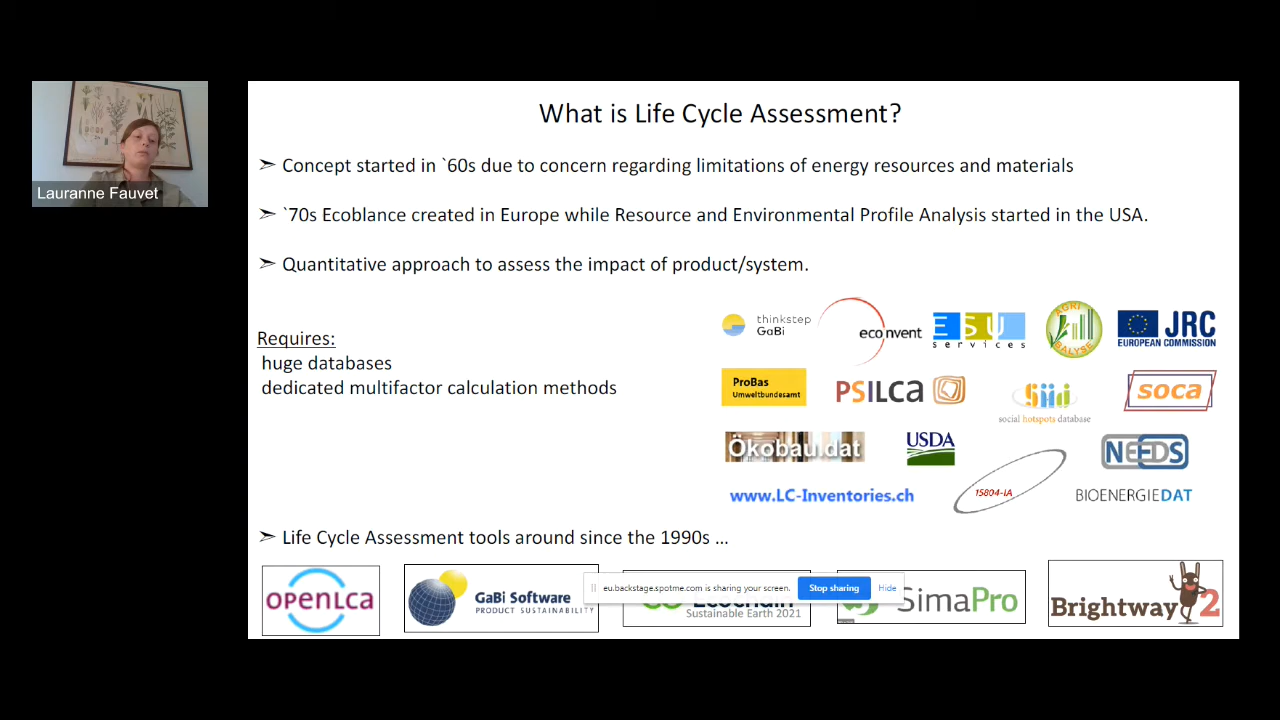 Lauranne Fauvet
What is Life Cycle Assessment?
➣ Concept started in `60s due to concern regarding limitations of energy resources and materials
➣ `70s Ecoblance created in Europe while Resource and Environmental Profile Analysis started in the USA.
➣ Quantitative approach to assess the impact of product/system.
Requires:
huge databases
dedicated multifactor calculation methods
thinkstep
GaBi
ecoinvent
ESU
services
AGRI
BALYSE
JRC
EUROPEAN COMMISSION
ProBas
Umweltbundesamt
PSILCA
social hotspots database
soca
Ökobau.dat
USDA
NEEDS
www.LC-Inventories.ch
15804-IA
BIOENERGIEDAT
➣ Life Cycle Assessment tools around since the 1990s ...
openLca
GaBi Software
PRODUCT SUSTAINABILITY
eu.backstage.spotme.com is sharing your screen. Stop sharing Hide
Sustainable Earth 2021
SimaPro
Brightway2